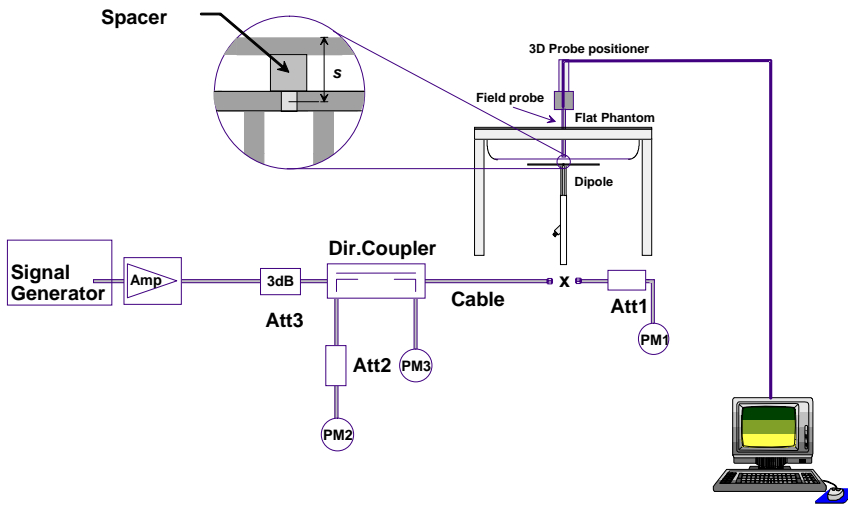 Spacer
s
3D Probe positioner
Field probe
Flat Phantom
Dipole
Dir.Coupler
Signal
Generator
Amp
3dB
Cable
x
Att3
Att1
Att2
PM3
PM1
PM2